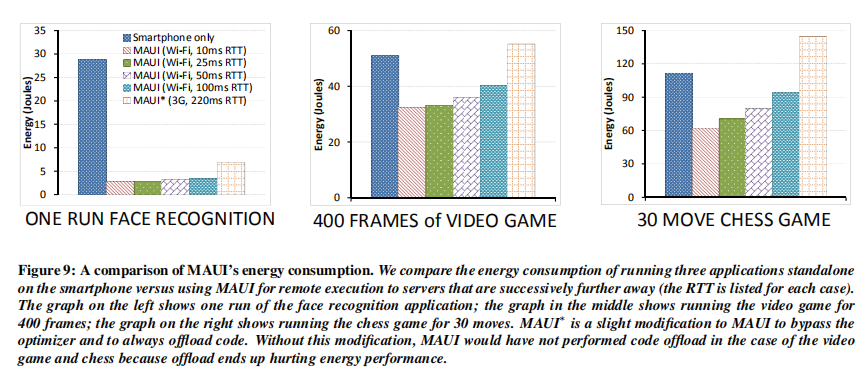 35
30
25
20
15
10
5
0
Energy (Joules)
Smartphone only
MAUI (Wi-Fi, 10ms RTT)
MAUI (Wi-Fi, 25ms RTT)
MAUI (Wi-Fi, 50ms RTT)
MAUI (Wi-Fi, 100ms RTT)
MAUI* (3G, 220ms RTT)
ONE RUN FACE RECOGNITION
60
40
20
0
Energy (Joules)
400 FRAMES of VIDEO GAME
150
120
90
60
30
0
Energy (Joules)
30 MOVE CHESS GAME
Figure 9: A comparison of MAUI's energy consumption. We compare the energy consumption of running three applications standalone
on the smartphone versus using MAUI for remote execution to servers that are successively further away (the RTT is listed for each case).
The graph on the left shows one run of the face recognition application; the graph in the middle shows running the video game for
400 frames; the graph on the right shows running the chess game for 30 moves. MAUI* is a slight modification to MAUI to bypass the
optimizer and to always offload code. Without this modification, MAUI would have not performed code offload in the case of the video
game and chess because offload ends up hurting energy performance.